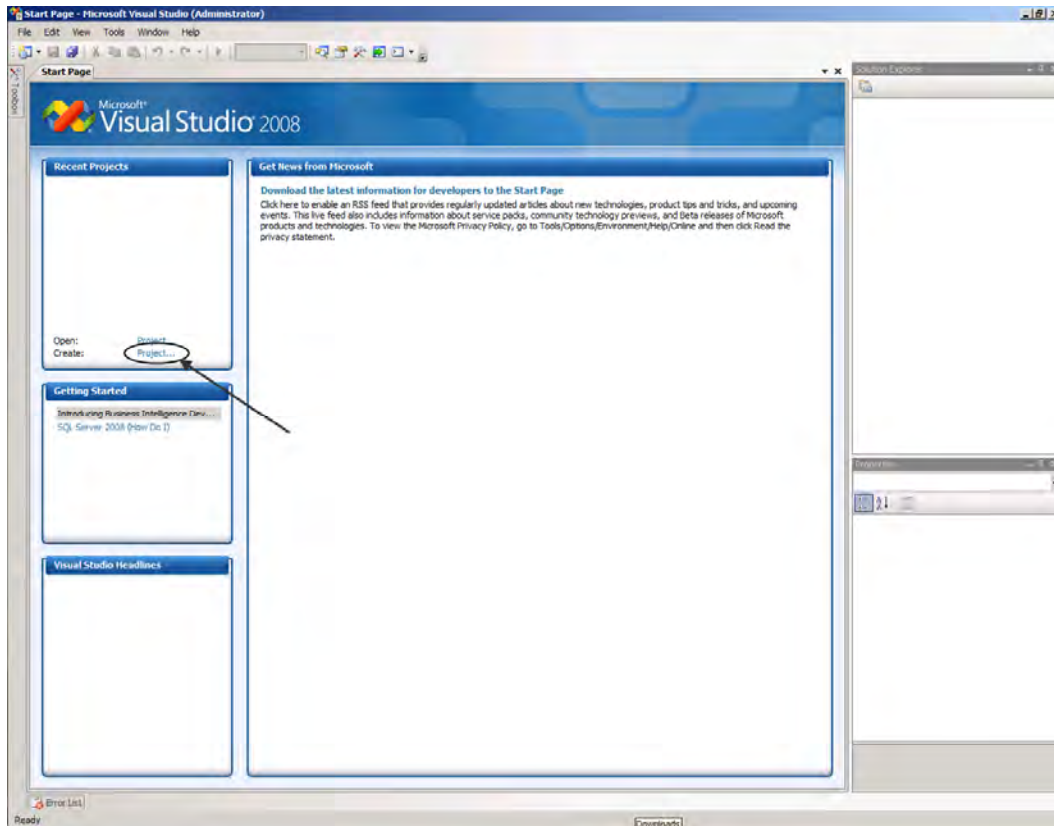 Start Page - Microsoft Visual Studio (Administrator)
File Edit View Tools Window Help
Toolbox
Start Page
Solution Explorer
Microsoft®
Visual Studio® 2008
Recent Projects
Open: Project...
Create: Project...
Getting Started
Introducing Business Intelligence Dev...
SQL Server 2008 (How Do I)
Visual Studio Headlines
Get News from Microsoft
Download the latest information for developers to the Start Page
Click here to enable an RSS feed that provides regularly updated articles about new technologies, product tips and tricks, and upcoming
events. This live feed also includes information about service packs, community technology previews, and Beta releases of Microsoft
products and technologies. To view the Microsoft Privacy Policy, go to Tools/Options/Environment/Help/Online and then click Read the
privacy statement.
Properties
Error List
Ready
Downloads